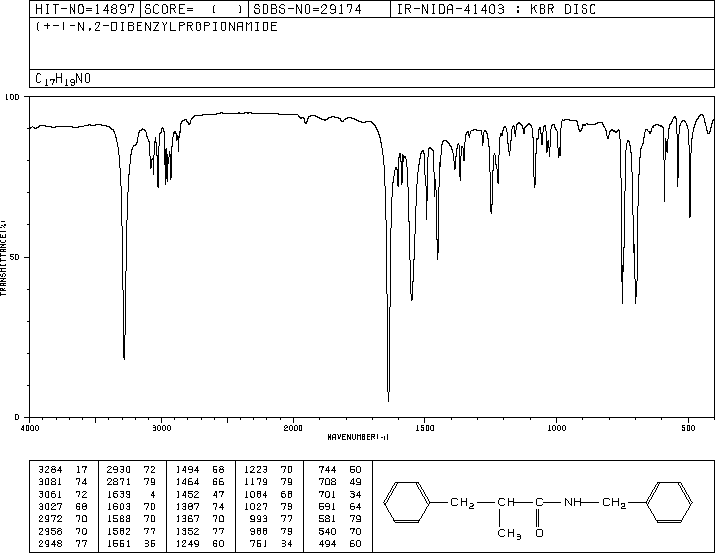 HIT-NO=14897 SCORE= ( ) SDBS-NO=29174 IR-NIDA-41403 : KBR DISC
(+-)-N,2-DIBENZYLPROPIONAMIDE
C17H19NO
100
50
0
TRANSMITTANCE(%)
4000 3000 2000 1500 1000 500
WAVENUMBER(-1)
3284 17 2930 72 1494 68 1223 70 744 50
3081 74 2871 79 1464 66 1179 79 708 49
3061 72 1639 4 1452 47 1084 68 701 34
3027 68 1603 70 1387 74 1027 79 591 64
2972 70 1588 70 1367 70 993 77 581 79
2958 70 1582 77 1352 77 988 79 540 70
2948 77 1551 35 1249 60 751 34 494 60
CH2 CH C NH CH2
CH3 O